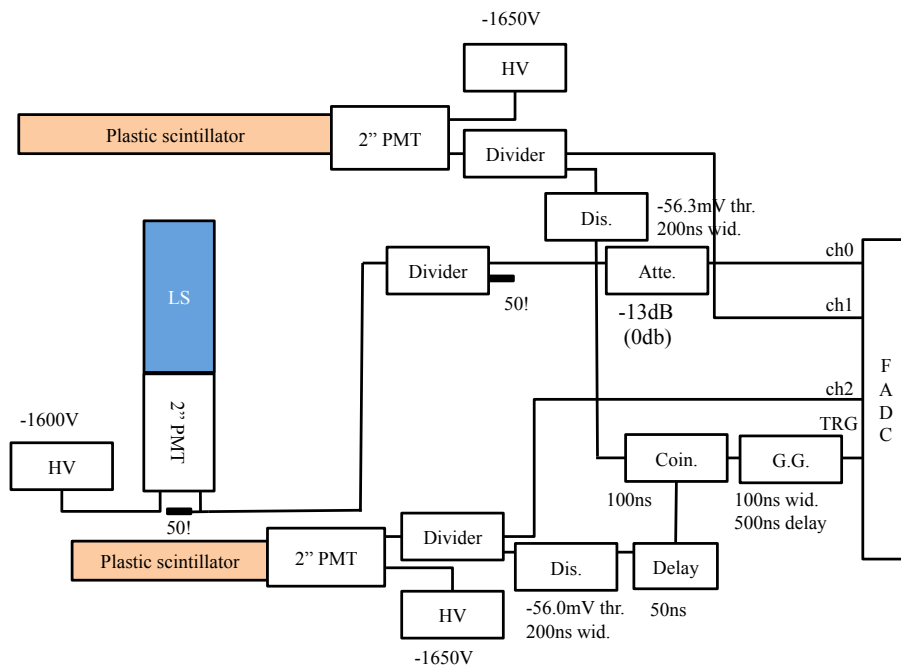 -1650V
HV
Plastic scintillator
2” PMT
Divider
Dis.
-56.3mV thr.
200ns wid.
ch0
Divider
Atte.
50!
-13dB
(0db)
ch1
LS
F
A
D
C
ch2
TRG
2” PMT
-1600V
HV
Coin.
G.G.
100ns
100ns wid.
500ns delay
50!
Divider
Plastic scintillator
2” PMT
Dis.
Delay
-56.0mV thr.
200ns wid.
50ns
HV
-1650V